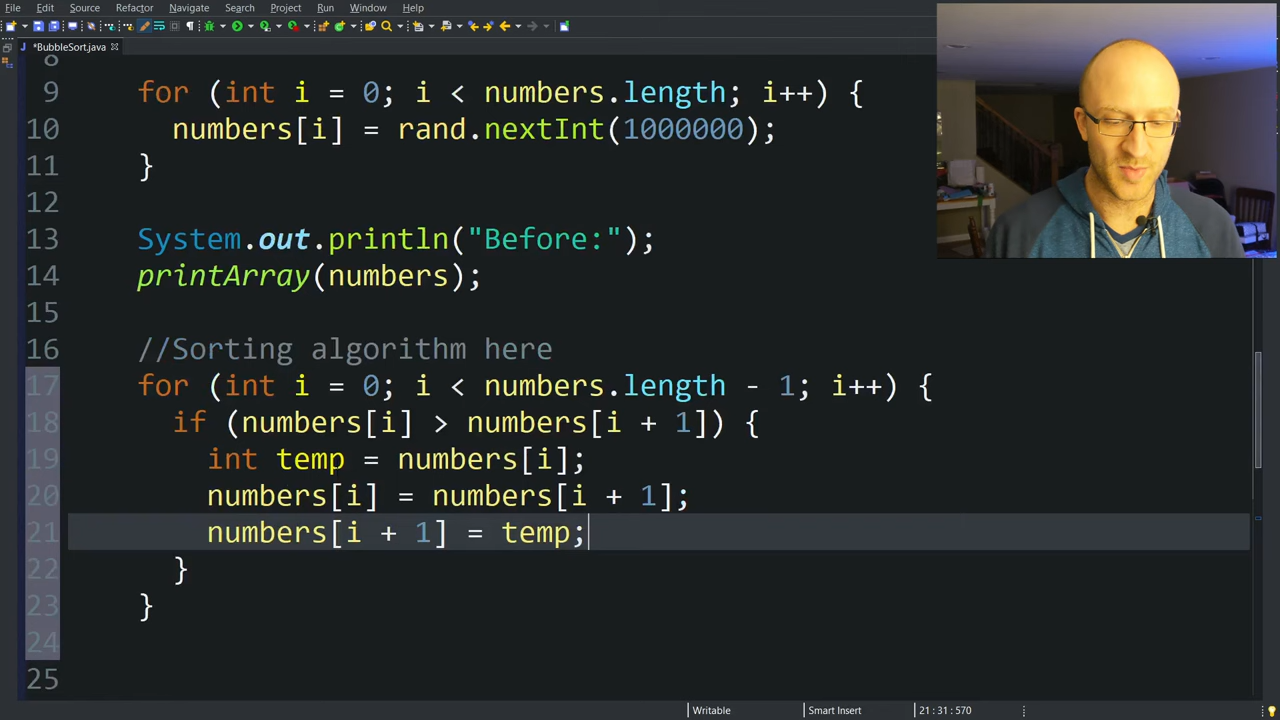 File Edit Source Refactor Navigate Search Project Run Window Help
*BubbleSort.java
8
9 for (int i = 0; i < numbers.length; i++) {
10 numbers[i] = rand.nextInt(1000000);
11 }
12
13 System.out.println("Before:");
14 printArray(numbers);
15
16 //Sorting algorithm here
17 for (int i = 0; i < numbers.length - 1; i++) {
18 if (numbers[i] > numbers[i + 1]) {
19 int temp = numbers[i];
20 numbers[i] = numbers[i + 1];
21 numbers[i + 1] = temp;
22 }
23 }
24
25
Writable Smart Insert 21 : 31 : 570